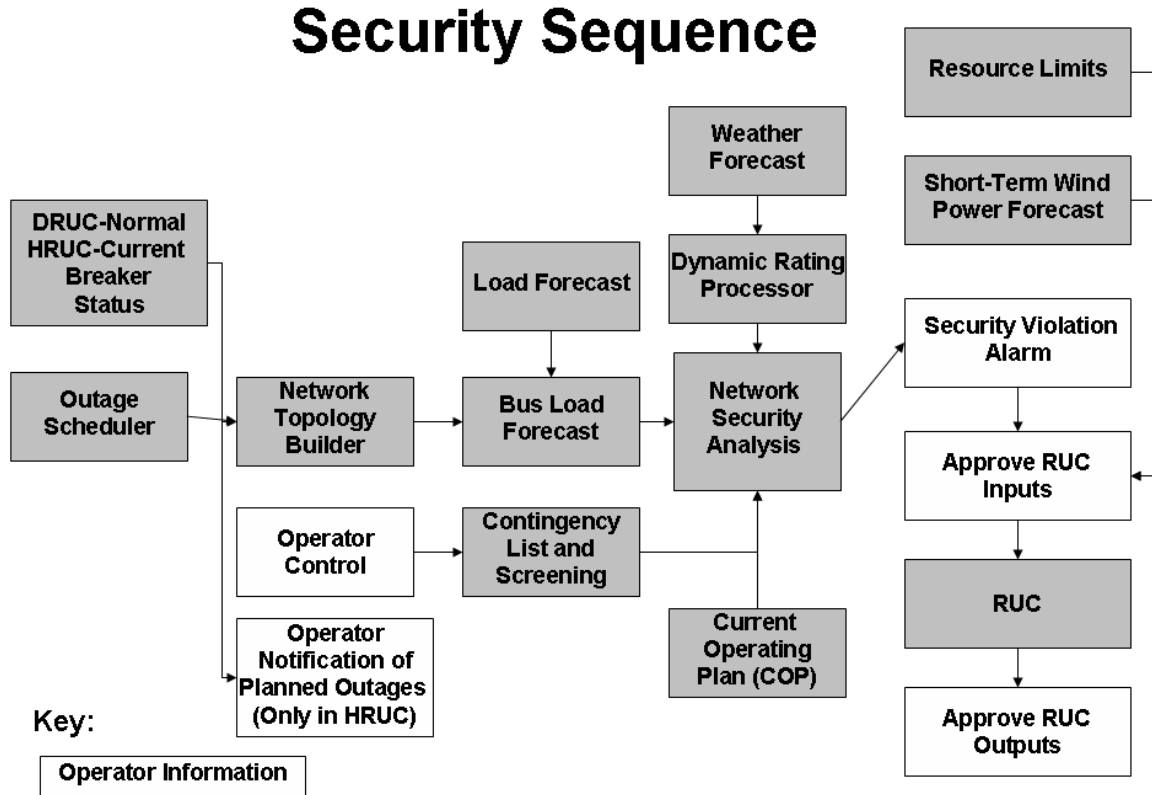 Security Sequence
Resource Limits
Weather
Forecast
Short-Term Wind
Power Forecast
DRUC-Normal
HRUC-Current
Breaker
Status
Load Forecast
Dynamic Rating
Processor
Security Violation
Alarm
Outage
Scheduler
Network
Topology
Builder
Bus Load
Forecast
Network
Security
Analysis
Approve RUC
Inputs
Operator
Control
Contingency
List and
Screening
RUC
Operator
Notification of
Planned Outages
(Only in HRUC)
Current
Operating
Plan (COP)
Approve RUC
Outputs
Key:
Operator Information